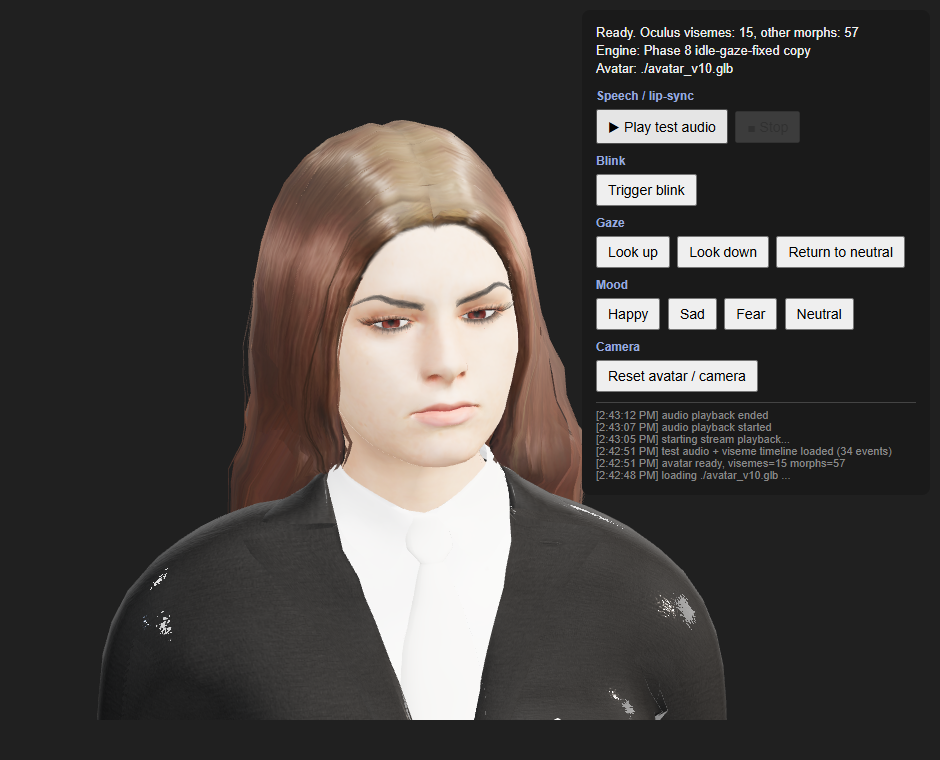 Ready. Oculus visemes: 15, other morphs: 57
Engine: Phase 8 idle-gaze-fixed copy
Avatar: ./avatar_v10.glb
Speech / lip-sync
▶ Play test audio ■ Stop
Blink
Trigger blink
Gaze
Look up Look down Return to neutral
Mood
Happy Sad Fear Neutral
Camera
Reset avatar / camera
[2:43:12 PM] audio playback ended
[2:43:07 PM] audio playback started
[2:43:05 PM] starting stream playback...
[2:42:51 PM] test audio + viseme timeline loaded (34 events)
[2:42:51 PM] avatar ready, visemes=15 morphs=57
[2:42:48 PM] loading ./avatar_v10.glb ...